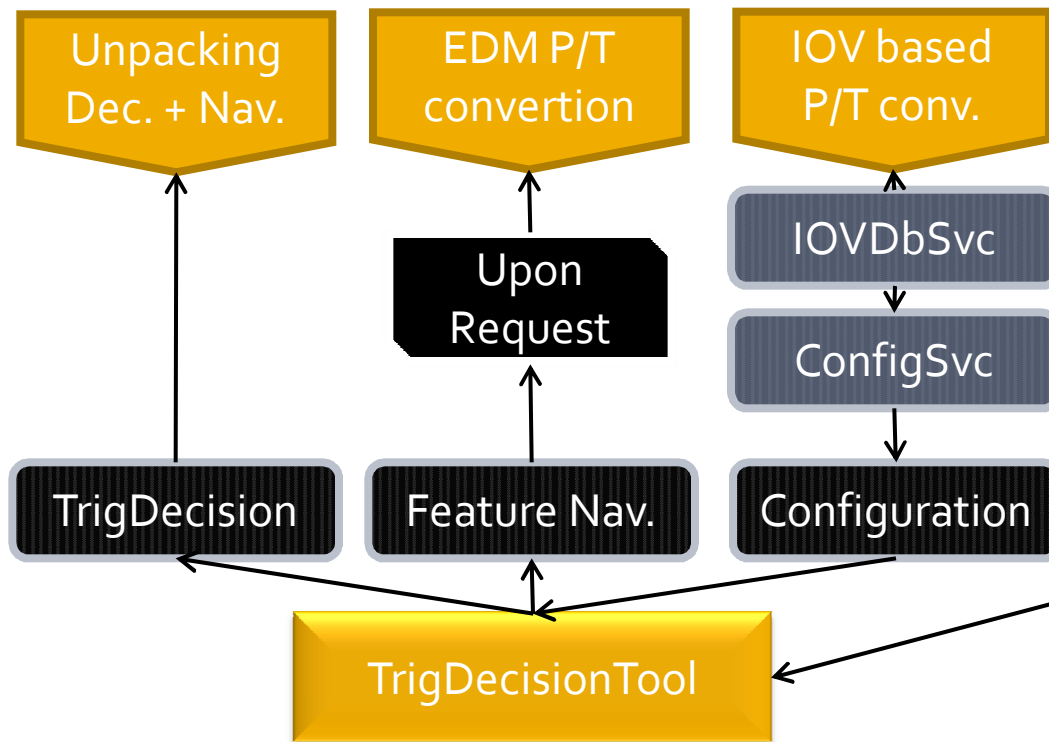 Unpacking
Dec. + Nav.
EDM P/T
convertion
IOV based
P/T conv.
IOVDbSvc
Upon
Request
ConfigSvc
TrigDecision
Feature Nav.
Configuration
TrigDecisionTool